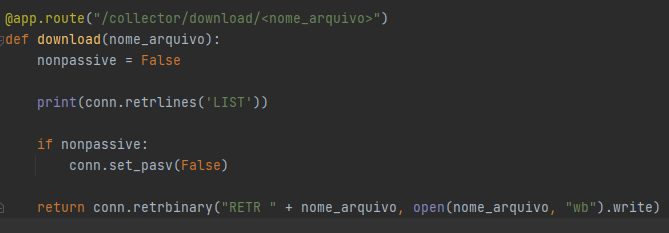 @app.route("/collector/download/<nome_arquivo>")
def download(nome_arquivo):
    nonpassive = False
    print(conn.retrlines('LIST'))
    if nonpassive:
        conn.set_pasv(False)
    return conn.retrbinary("RETR " + nome_arquivo, open(nome_arquivo, "wb").write)